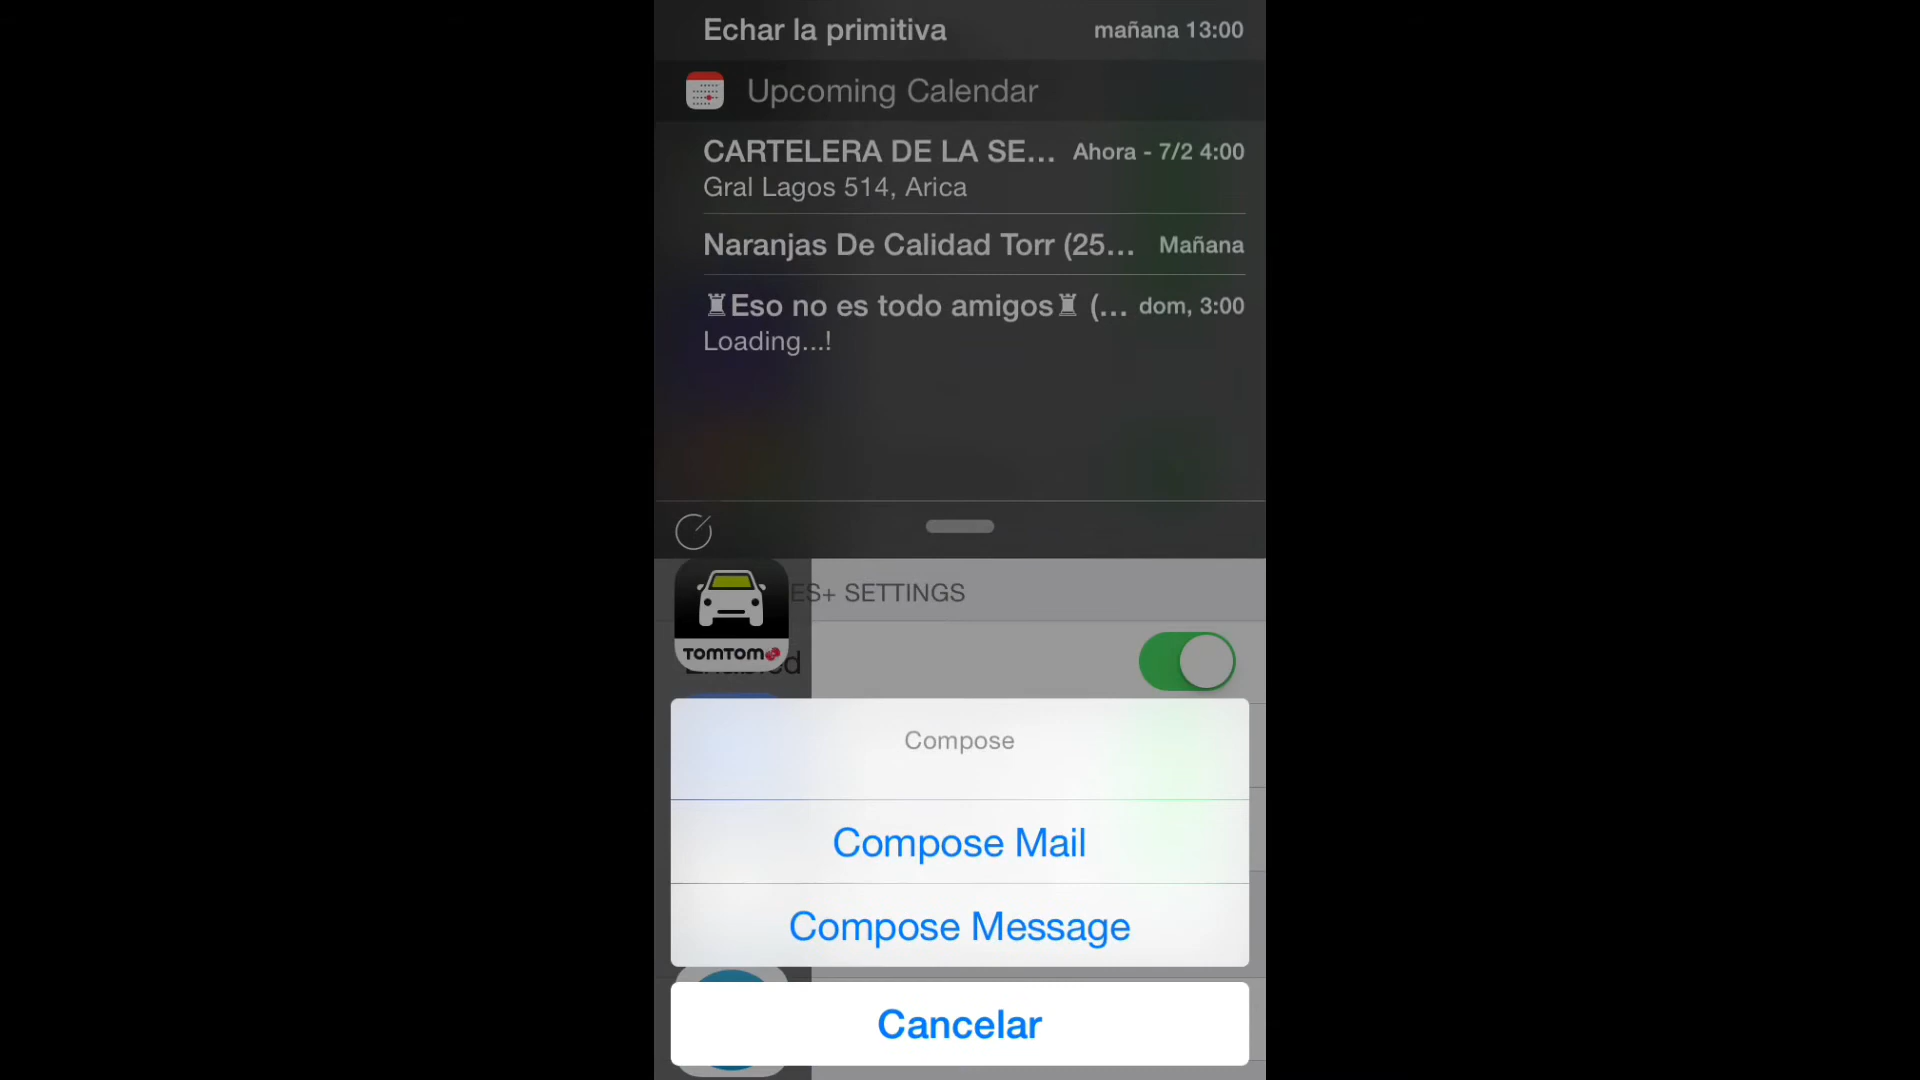 Echar la primitiva mañana 13:00
Upcoming Calendar
CARTELERA DE LA SE... Ahora - 7/2 4:00
Gral Lagos 514, Arica
Naranjas De Calidad Torr (25... Mañana
♜Eso no es todo amigos♜ (... dom, 3:00
Loading...!
ES+ SETTINGS
TOMTOM
Compose
Compose Mail
Compose Message
Cancelar